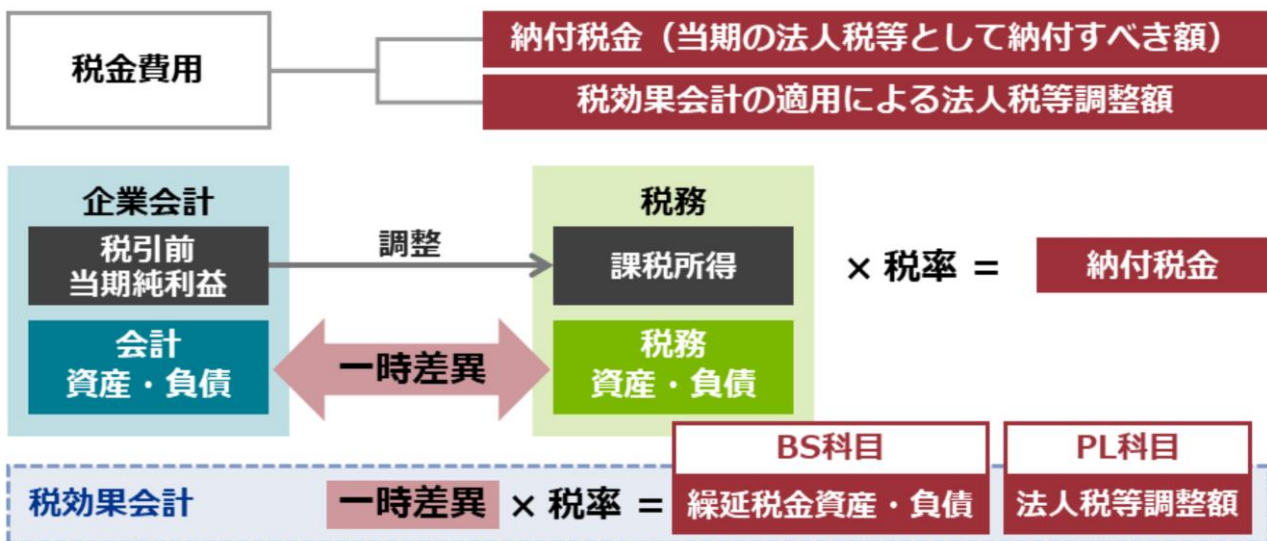 税金費用
納付税金（当期の法人税等として納付すべき額）
税効果会計の適用による法人税等調整額
企業会計
税引前
当期純利益
調整
税務
課税所得
× 税率 =
納付税金
会計
資産・負債
一時差異
税務
資産・負債
BS科目
PL科目
税効果会計
一時差異 × 税率 =
繰延税金資産・負債
法人税等調整額